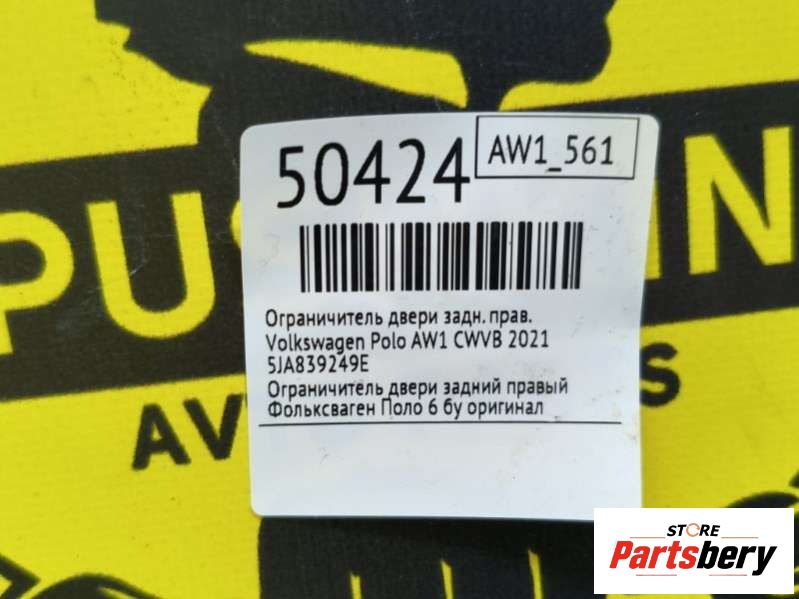 50424
AW1_561
Ограничитель двери задн. прав.
Volkswagen Polo AW1 CWVB 2021
5JA839249E
Ограничитель двери задний правый
Фольксваген Поло 6 бу оригинал
STORE
Partsbery